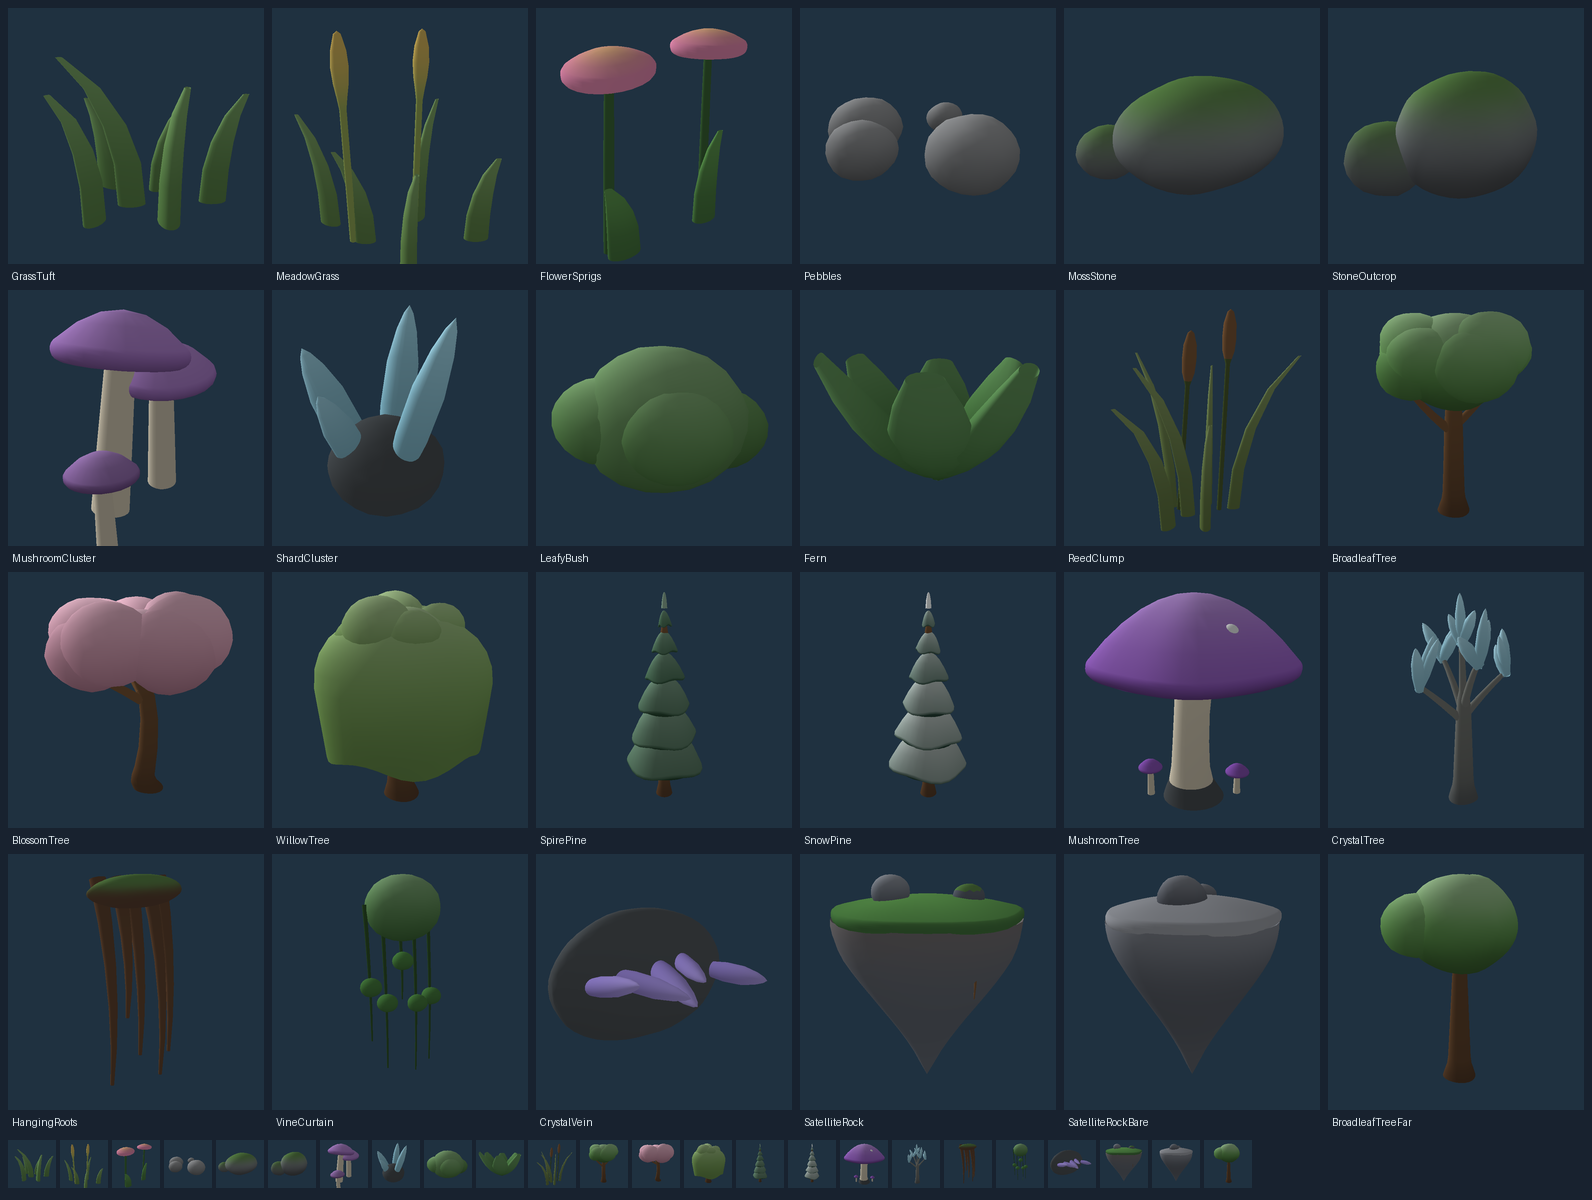 GrassTuft
MeadowGrass
FlowerSprigs
Pebbles
MossStone
StoneOutcrop
MushroomCluster
ShardCluster
LeafyBush
Fern
ReedClump
BroadleafTree
BlossomTree
WillowTree
SpirePine
SnowPine
MushroomTree
CrystalTree
HangingRoots
VineCurtain
CrystalVein
SatelliteRock
SatelliteRockBare
BroadleafTreeFar